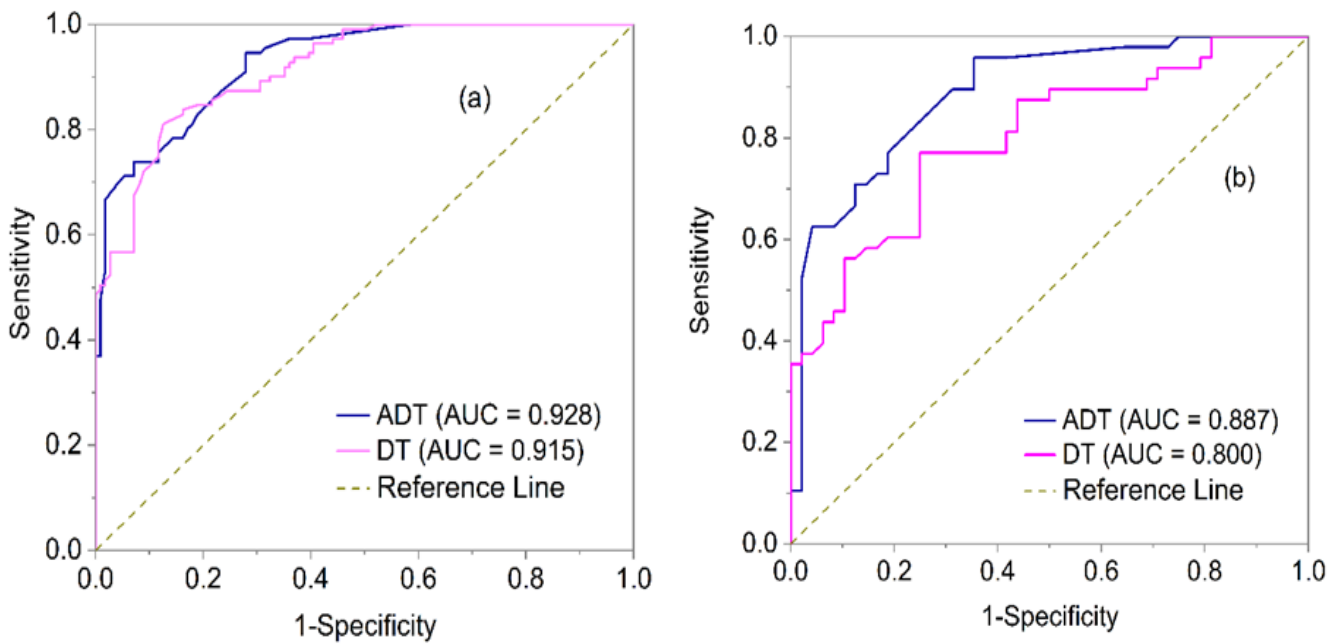 1.0
0.8
0.6
0.4
0.2
0.0
Sensitivity
(a)
ADT (AUC = 0.928)
DT (AUC = 0.915)
Reference Line
0.0 0.2 0.4 0.6 0.8 1.0
1-Specificity
1.0
0.8
0.6
0.4
0.2
0.0
Sensitivity
(b)
ADT (AUC = 0.887)
DT (AUC = 0.800)
Reference Line
0.0 0.2 0.4 0.6 0.8 1.0
1-Specificity